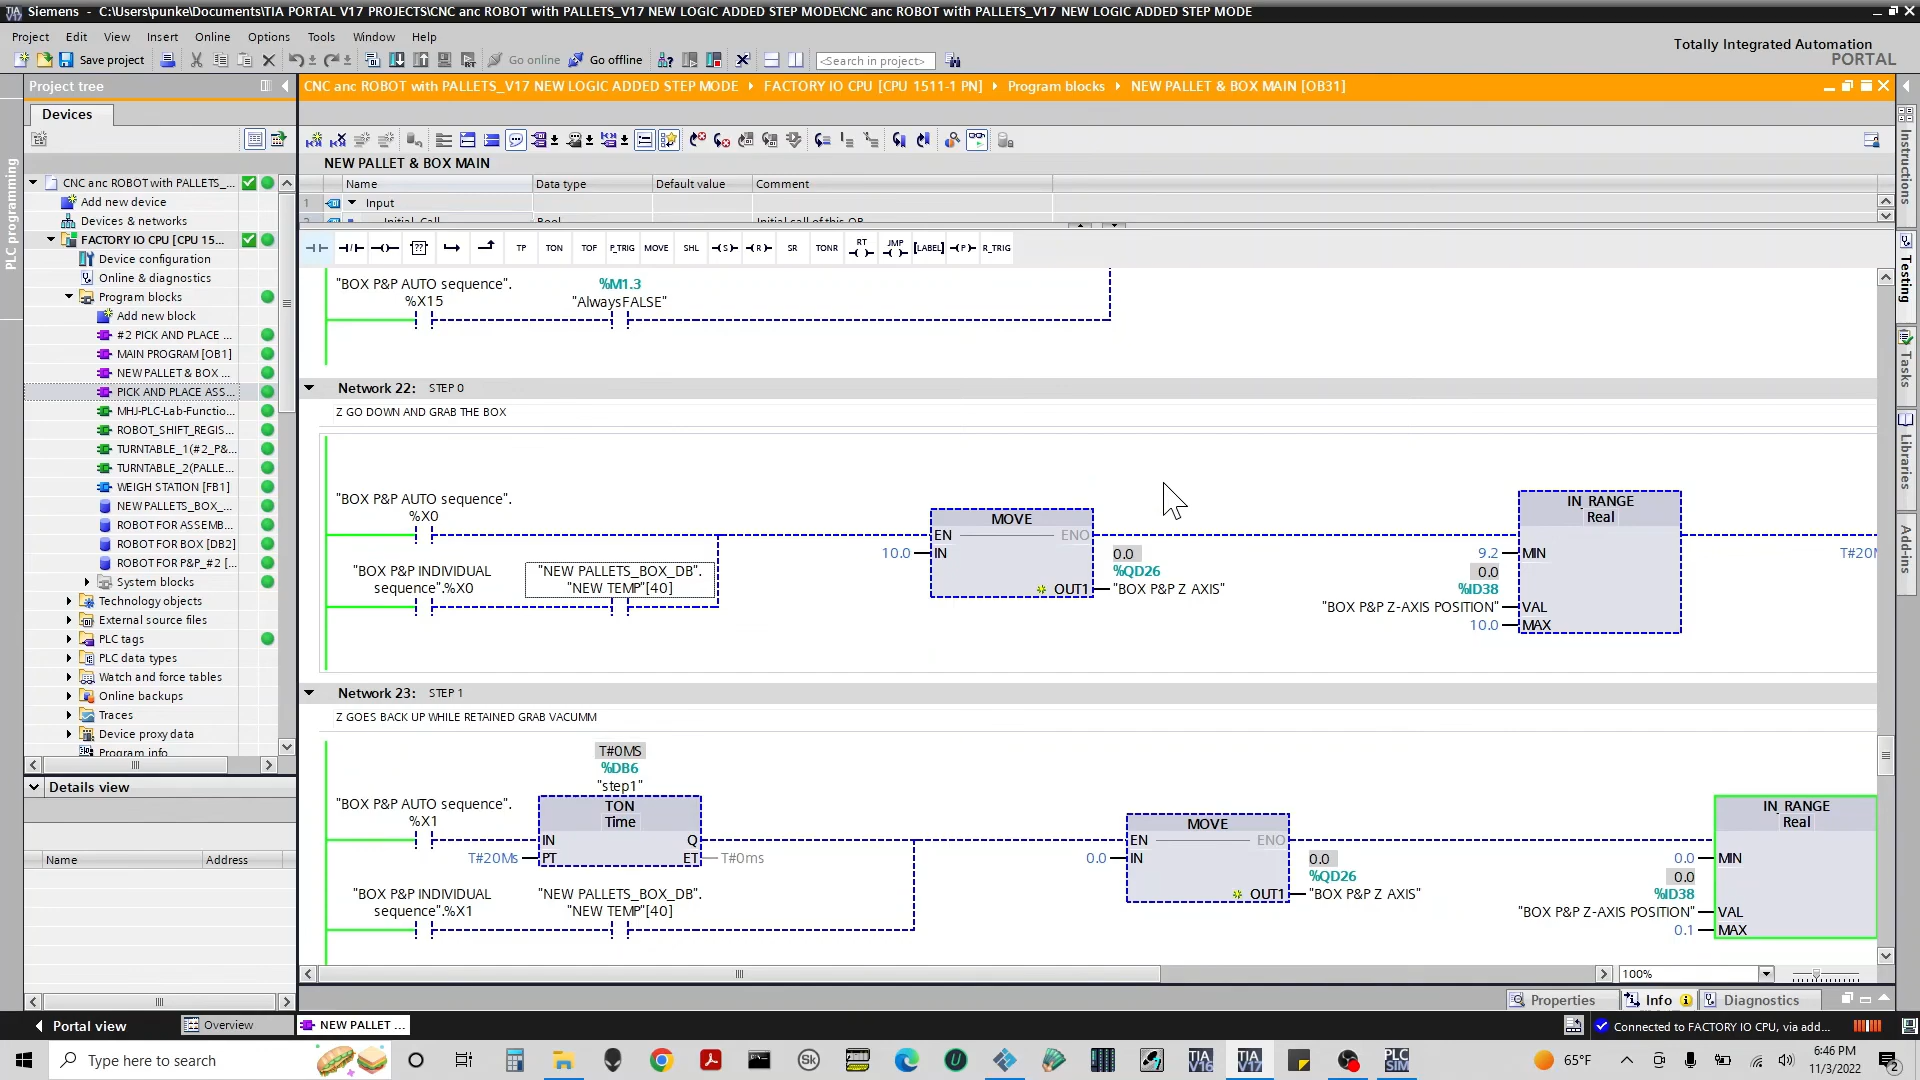 Siemens - C:\Users\punke\Documents\TIA PORTAL V17 PROJECTS\CNC anc ROBOT with PALLETS_V17 NEW LOGIC ADDED STEP MODE\CNC anc ROBOT with PALLETS_V17 NEW LOGIC ADDED STEP MODE
Project Edit View Insert Online Options Tools Window Help
Totally Integrated Automation
PORTAL
Save project
Go online
Go offline
<Search in project>
Project tree
CNC anc ROBOT with PALLETS_V17 NEW LOGIC ADDED STEP MODE
FACTORY IO CPU [CPU 1511-1 PN]
Program blocks
NEW PALLET & BOX MAIN [OB31]
Devices
PLC programming
CNC anc ROBOT with PALLETS_...
Add new device
Devices & networks
FACTORY IO CPU [CPU 15...
Device configuration
Online & diagnostics
Program blocks
Add new block
#2 PICK AND PLACE ...
MAIN PROGRAM [OB1]
NEW PALLET & BOX ...
PICK AND PLACE ASS...
MHJ-PLC-Lab-Functio...
ROBOT_SHIFT_REGIS...
TURNTABLE_1(#2_P&...
TURNTABLE_2(PALLE...
WEIGH STATION [FB1]
NEW PALLETS_BOX_...
ROBOT FOR ASSEMB...
ROBOT FOR BOX [DB2]
ROBOT FOR P&P_#2 [...
System blocks
Technology objects
External source files
PLC tags
PLC data types
Watch and force tables
Online backups
Traces
Device proxy data
Program info
Details view
Name Address
NEW PALLET & BOX MAIN
Name Data type Default value Comment
1 Input
2 Initial_Call Bool Initial call of this OB
?? TP TON TOF P_TRIG MOVE SHL S R SR TONR RT JMP [LABEL] P R_TRIG
"BOX P&P AUTO sequence".
%X15
%M1.3
"AlwaysFALSE"
Network 22: STEP 0
Z GO DOWN AND GRAB THE BOX
"BOX P&P AUTO sequence".
%X0
"BOX P&P INDIVIDUAL
sequence".%X0
"NEW PALLETS_BOX_DB".
"NEW TEMP"[40]
MOVE
EN ENO
10.0 IN
OUT1
0.0
%QD26
"BOX P&P Z AXIS"
IN_RANGE
Real
9.2 MIN
0.0
%ID38
"BOX P&P Z-AXIS POSITION" VAL
10.0 MAX
T#20M
Network 23: STEP 1
Z GOES BACK UP WHILE RETAINED GRAB VACUMM
T#0MS
%DB6
"step1"
TON
Time
"BOX P&P AUTO sequence".
%X1
IN Q
T#20Ms PT ET T#0ms
"BOX P&P INDIVIDUAL
sequence".%X1
"NEW PALLETS_BOX_DB".
"NEW TEMP"[40]
MOVE
EN ENO
0.0 IN
OUT1
0.0
%QD26
"BOX P&P Z AXIS"
IN_RANGE
Real
0.0 MIN
0.0
%ID38
"BOX P&P Z-AXIS POSITION" VAL
0.1 MAX
100%
Properties Info Diagnostics
Instructions
Testing
Tasks
Libraries
Add-ins
Portal view
Overview
NEW PALLET ...
Connected to FACTORY IO CPU, via add...
Type here to search
Sk
TIA V16
TIA V17
PLC SIM
65°F
6:46 PM
11/3/2022
2